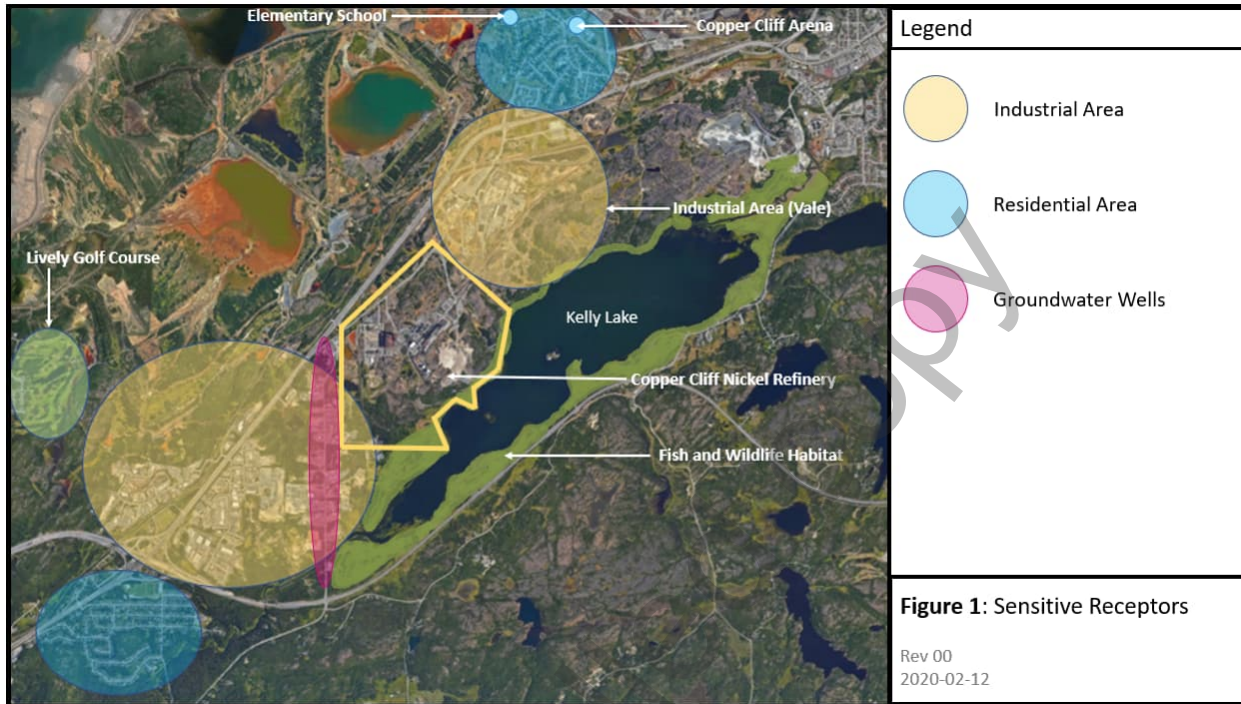 Elementary School
Copper Cliff Arena
Industrial Area (Vale)
Lively Golf Course
Kelly Lake
Copper Cliff Nickel Refinery
Fish and Wildlife Habitat
Legend
Industrial Area
Residential Area
Groundwater Wells
Figure 1: Sensitive Receptors
Rev 00
2020-02-12
opy